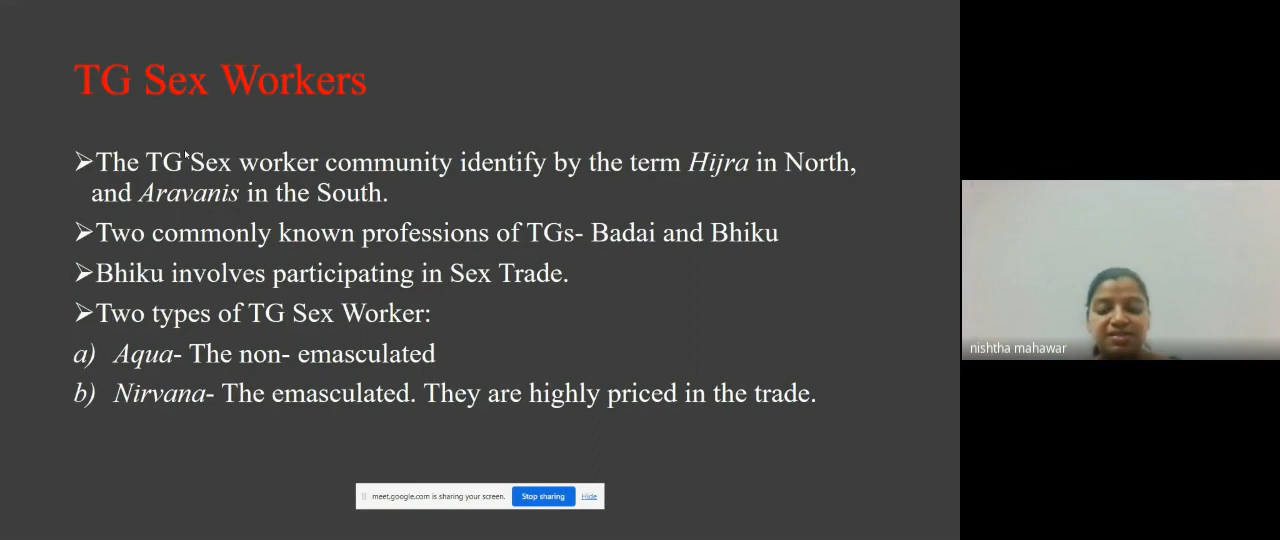 TG Sex Workers
➢The TG Sex worker community identify by the term Hijra in North,
and Aravanis in the South.
➢Two commonly known professions of TGs- Badai and Bhiku
➢Bhiku involves participating in Sex Trade.
➢Two types of TG Sex Worker:
a) Aqua- The non- emasculated
b) Nirvana- The emasculated. They are highly priced in the trade.
nishtha mahawar
meet.google.com is sharing your screen. Stop sharing Hide